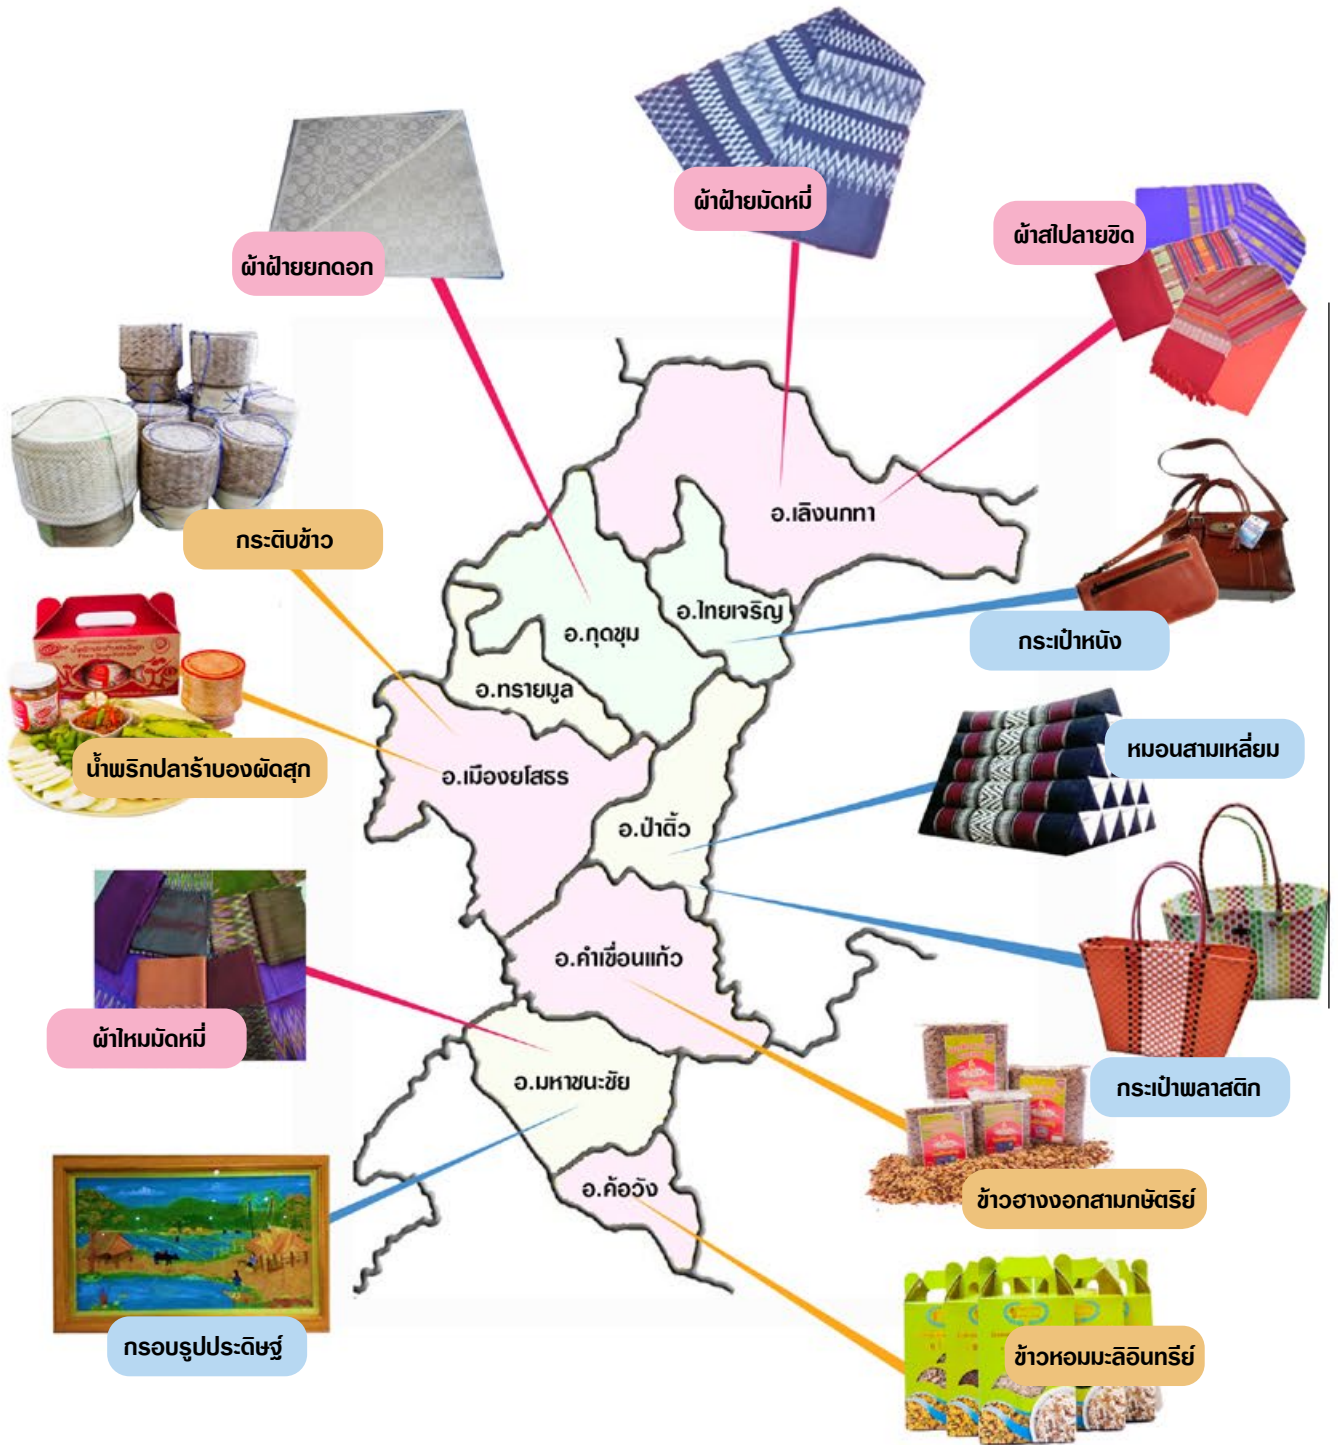 ผ้าฝ้ายมัดหมี่
ผ้าสไปลายขิด
ผ้าฝ้ายยกดอก
กระติบข้าว
อ.เลิงนกทา
อ.ไทยเจริญ
อ.กุดชุม
กระเป๋าหนัง
อ.ทรายมูล
หมอนสามเหลี่ยม
น้ำพริกปลาร้าบองผัดสุก
อ.เมืองยโสธร
อ.ป่าติ้ว
อ.คำเขื่อนแก้ว
ผ้าไหมมัดหมี่
อ.มหาชนะชัย
กระเป๋าพลาสติก
อ.ค้อวัง
ข้าวฮางงอกสามกษัตริย์
กรอบรูปประดิษฐ์
ข้าวหอมมะลิอินทรีย์